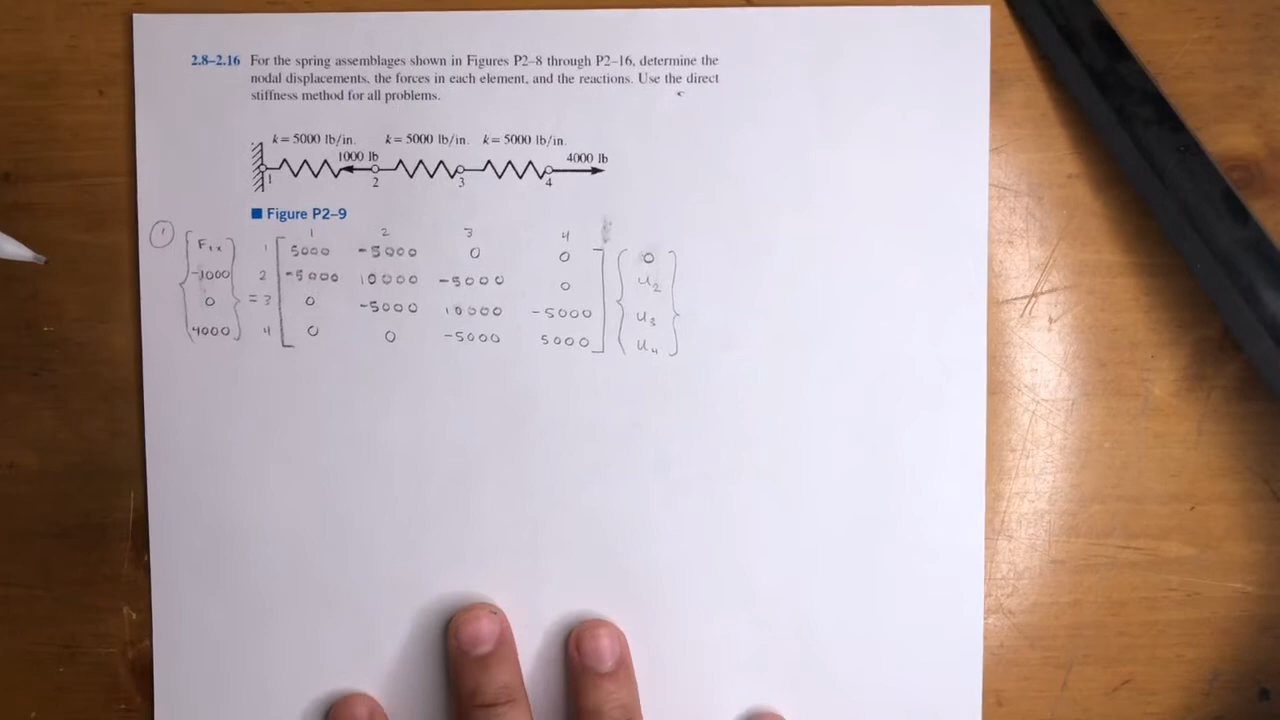 2.8–2.16 For the spring assemblages shown in Figures P2–8 through P2–16, determine the
nodal displacements, the forces in each element, and the reactions. Use the direct
stiffness method for all problems.
k = 5000 lb/in. k = 5000 lb/in. k = 5000 lb/in.
1000 lb 4000 lb
1 2 3 4
■ Figure P2–9
1 2 3 4
① F1x 1 5000 -5000 0 0 0
-1000 2 -5000 10000 -5000 0 u2
0 = 3 0 -5000 10000 -5000 u3
4000 4 0 0 -5000 5000 u4